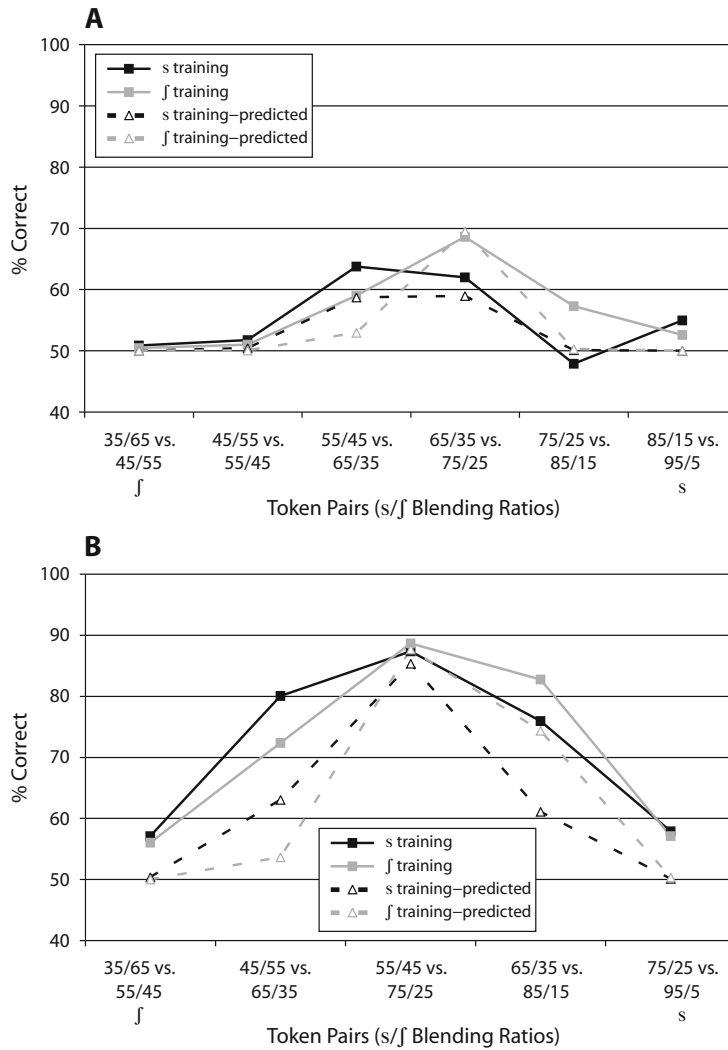 A
100
90
80
70
60
50
40
% Correct
s training
ʃ training
s training–predicted
ʃ training–predicted
35/65 vs. 45/55 vs. 55/45 vs. 65/35 vs. 75/25 vs. 85/15 vs.
45/55 55/45 65/35 75/25 85/15 95/5
ʃ s
Token Pairs (s/ʃ Blending Ratios)
B
100
90
80
70
60
50
40
% Correct
s training
ʃ training
s training–predicted
ʃ training–predicted
35/65 vs. 45/55 vs. 55/45 vs. 65/35 vs. 75/25 vs.
55/45 65/35 75/25 85/15 95/5
ʃ s
Token Pairs (s/ʃ Blending Ratios)